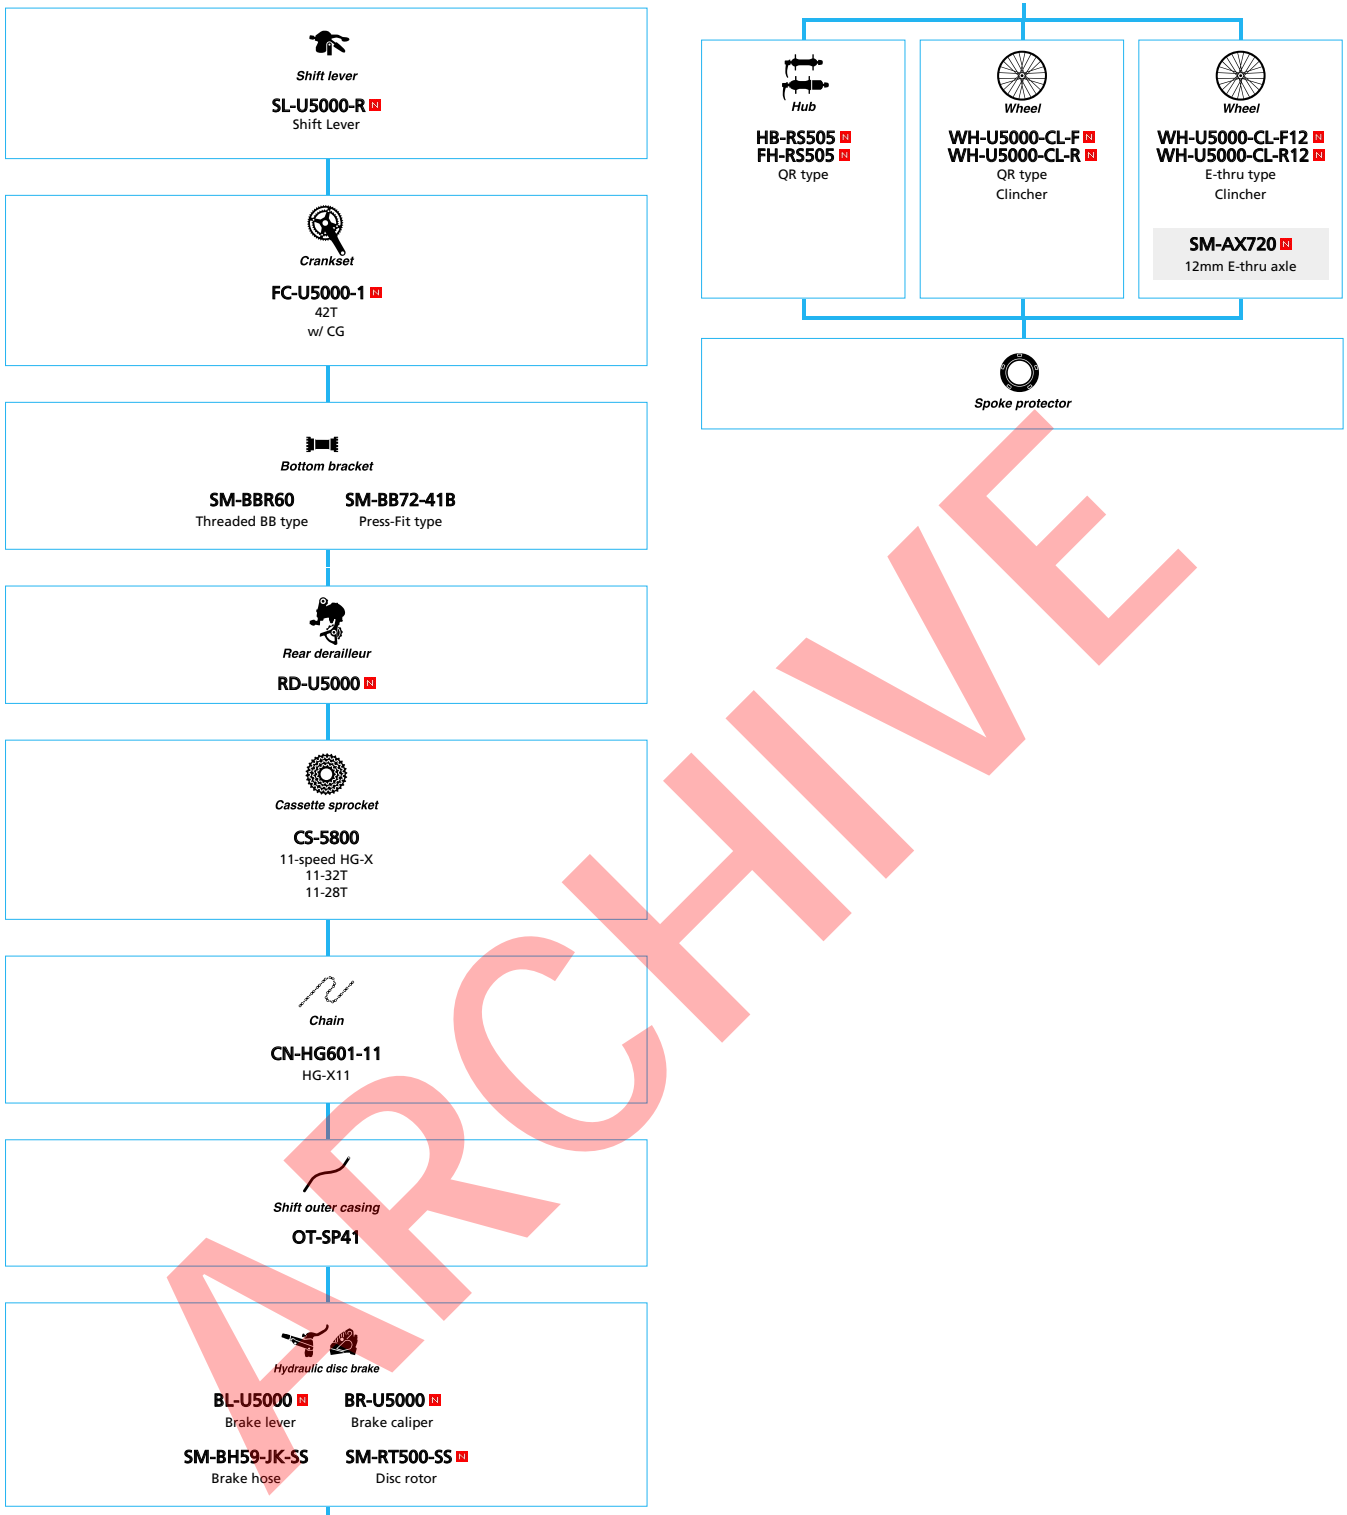 Shift lever
SL-U5000-R N
Shift Lever
Crankset
FC-U5000-1 N
42T
w/ CG
Bottom bracket
SM-BBR60 SM-BB72-41B
Threaded BB type Press-Fit type
Rear derailleur
RD-U5000 N
Cassette sprocket
CS-5800
11-speed HG-X
11-32T
11-28T
Chain
CN-HG601-11
HG-X11
Shift outer casing
OT-SP41
Hydraulic disc brake
BL-U5000 N BR-U5000 N
Brake lever Brake caliper
SM-BH59-JK-SS SM-RT500-SS N
Brake hose Disc rotor
Hub
HB-RS505 N
FH-RS505 N
QR type
Wheel
WH-U5000-CL-F N
WH-U5000-CL-R N
QR type
Clincher
Wheel
WH-U5000-CL-F12 N
WH-U5000-CL-R12 N
E-thru type
Clincher
SM-AX720 N
12mm E-thru axle
Spoke protector
ARCHIVE